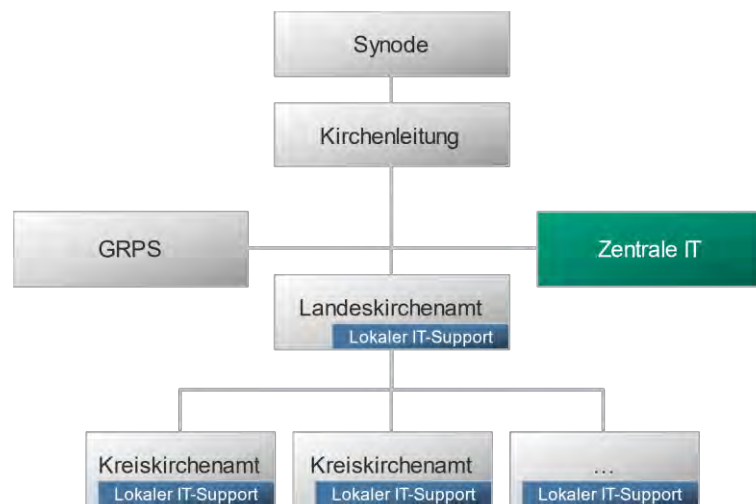 Synode
Kirchenleitung
GRPS
Zentrale IT
Landeskirchenamt
Lokaler IT-Support
Kreiskirchenamt
Lokaler IT-Support
Kreiskirchenamt
Lokaler IT-Support
...
Lokaler IT-Support